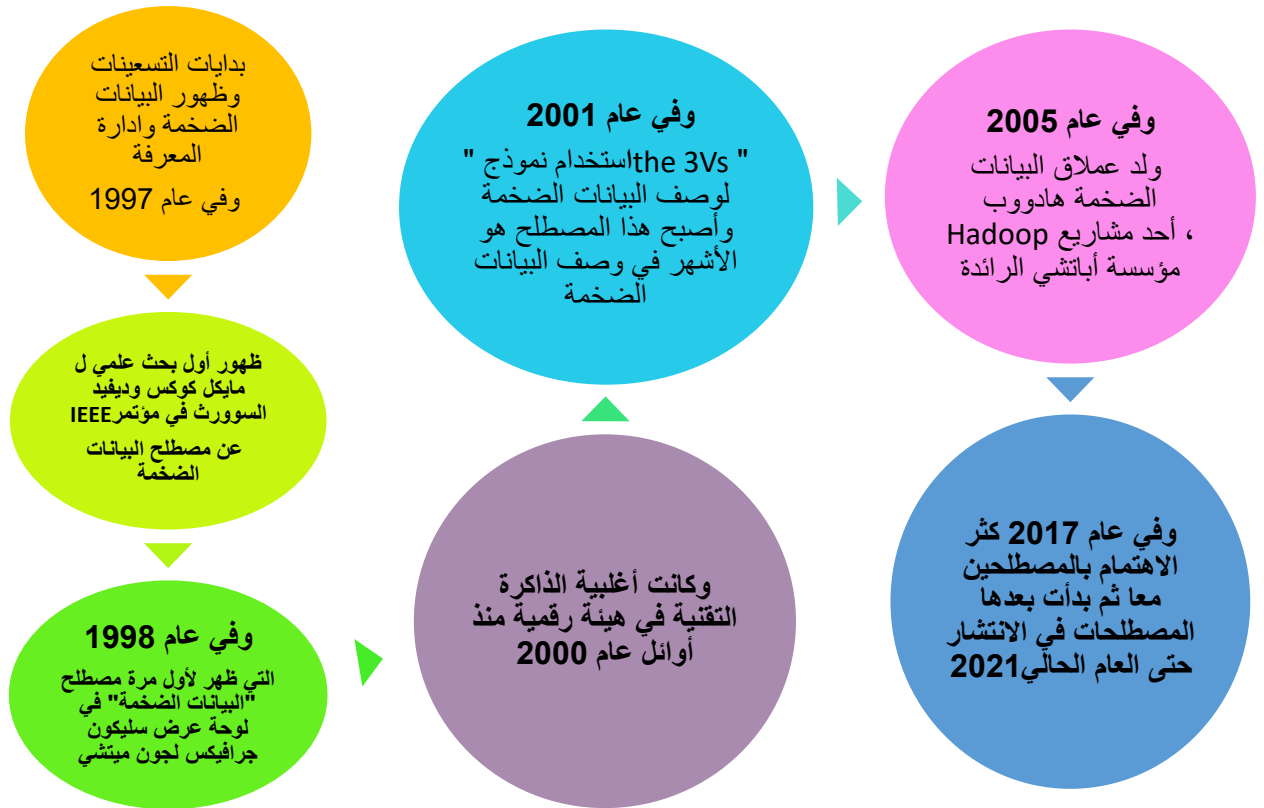 بدايات التسعينات
وظهور البيانات
الضخمة وادارة
المعرفة
وفي عام 1997
ظهور أول بحث علمي ل
مايكل كوكس وديفيد
السوورث في مؤتمرIEEE
عن مصطلح البيانات
الضخمة
وفي عام 1998
التي ظهر لأول مرة مصطلح
"البيانات الضخمة" في
لوحة عرض سليكون
جرافيكس لجون ميتشي
وكانت أغلبية الذاكرة
التقنية في هيئة رقمية منذ
أوائل عام 2000
وفي عام 2001
" the 3Vsاستخدام نموذج "
لوصف البيانات الضخمة
وأصبح هذا المصطلح هو
الأشهر في وصف البيانات
الضخمة
وفي عام 2005
ولد عملاق البيانات
الضخمة هادووب
، أحد مشاريع Hadoop
مؤسسة أباتشي الرائدة
وفي عام 2017 كثر
الاهتمام بالمصطلحين
معا ثم بدأت بعدها
المصطلحات في الانتشار
حتى العام الحالي2021